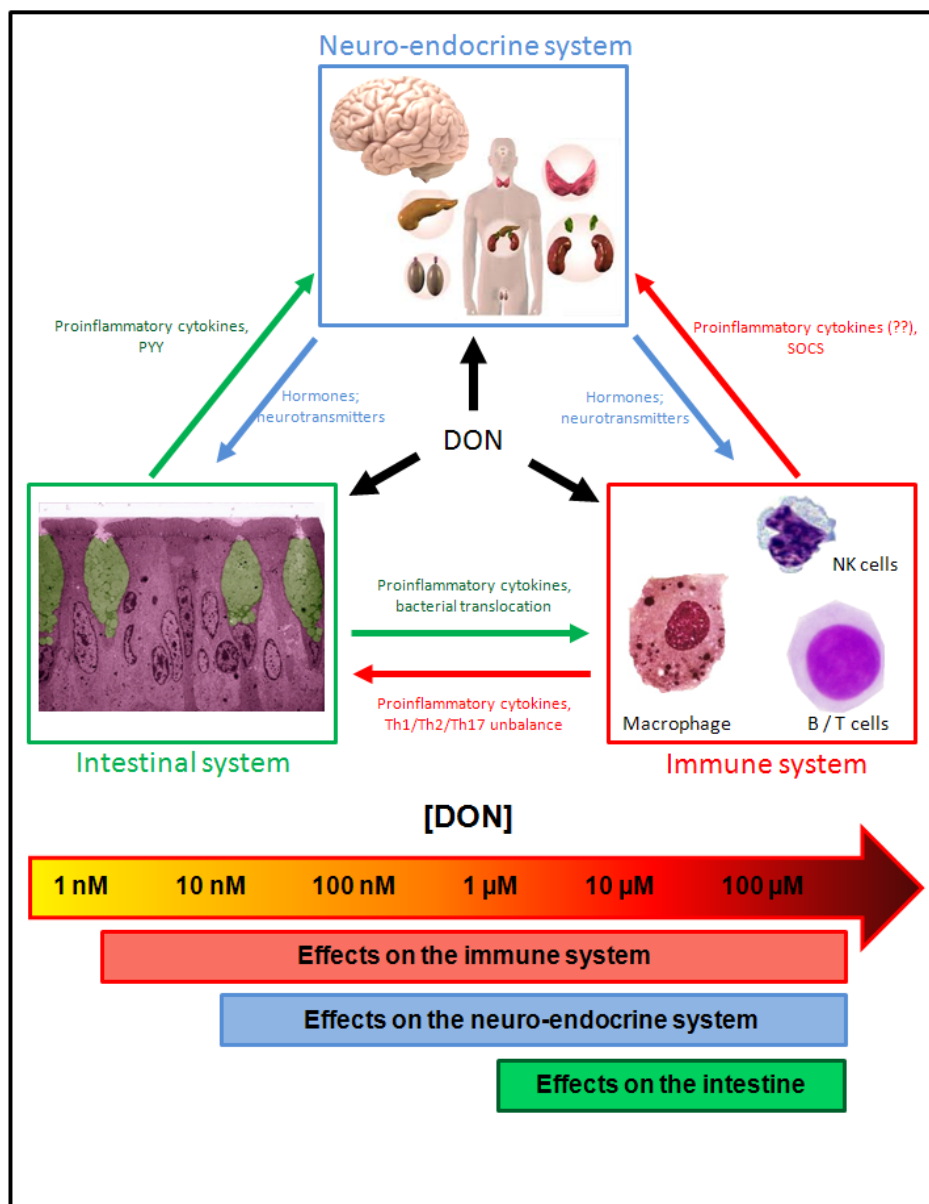 Neuro-endocrine system
Proinflammatory cytokines,
PYY
Proinflammatory cytokines (??),
SOCS
Hormones;
neurotransmitters
Hormones;
neurotransmitters
DON
NK cells
Proinflammatory cytokines,
bacterial translocation
Proinflammatory cytokines,
Th1/Th2/Th17 unbalance
Macrophage
B / T cells
Intestinal system
Immune system
[DON]
1 nM 10 nM 100 nM 1 µM 10 µM 100 µM
Effects on the immune system
Effects on the neuro-endocrine system
Effects on the intestine